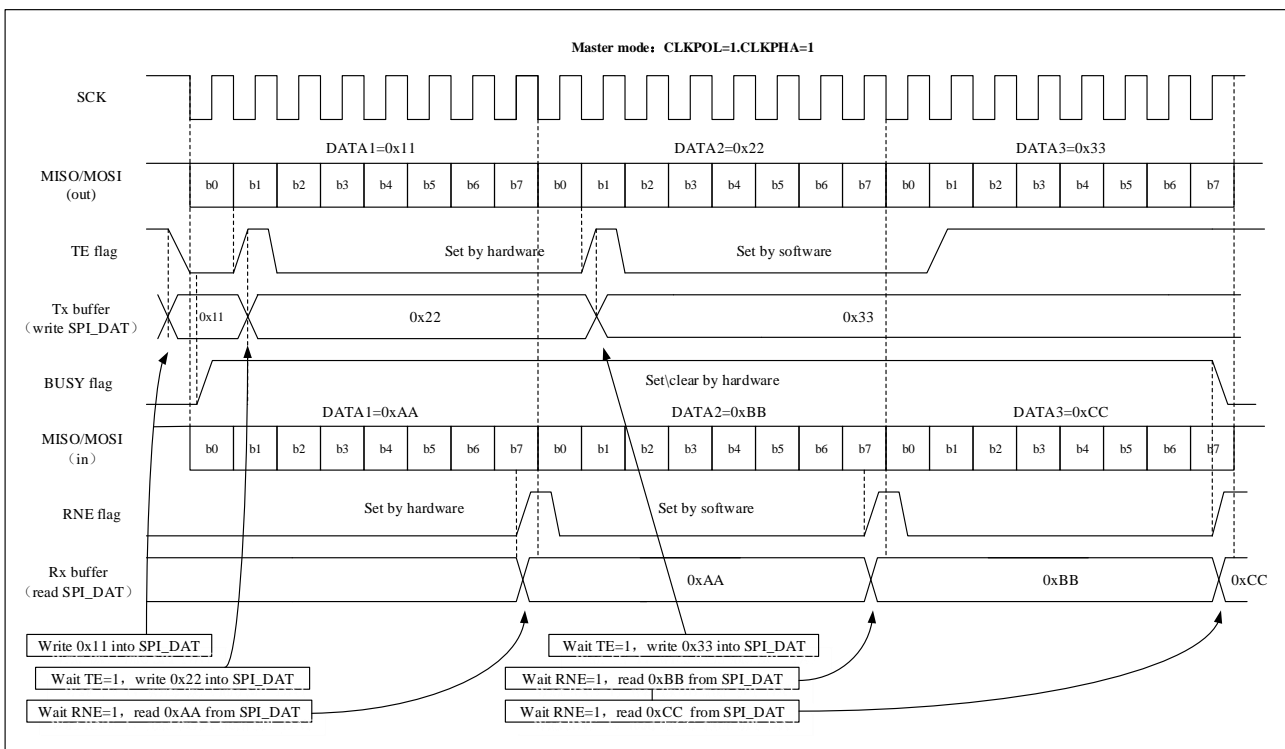 Master mode：CLKPOL=1.CLKPHA=1
SCK
DATA1=0x11 DATA2=0x22 DATA3=0x33
MISO/MOSI
(out)
b0 b1 b2 b3 b4 b5 b6 b7 b0 b1 b2 b3 b4 b5 b6 b7 b0 b1 b2 b3 b4 b5 b6 b7
TE flag
Set by hardware Set by software
Tx buffer
（write SPI_DAT）
0x11 0x22 0x33
BUSY flag
Set\clear by hardware
DATA1=0xAA DATA2=0xBB DATA3=0xCC
MISO/MOSI
（in）
b0 b1 b2 b3 b4 b5 b6 b7 b0 b1 b2 b3 b4 b5 b6 b7 b0 b1 b2 b3 b4 b5 b6 b7
RNE flag
Set by hardware Set by software
Rx buffer
（read SPI_DAT）
0xAA 0xBB 0xCC
Write 0x11 into SPI_DAT
Wait TE=1，write 0x33 into SPI_DAT
Wait TE=1，write 0x22 into SPI_DAT
Wait RNE=1，read 0xBB from SPI_DAT
Wait RNE=1，read 0xAA from SPI_DAT
Wait RNE=1，read 0xCC from SPI_DAT